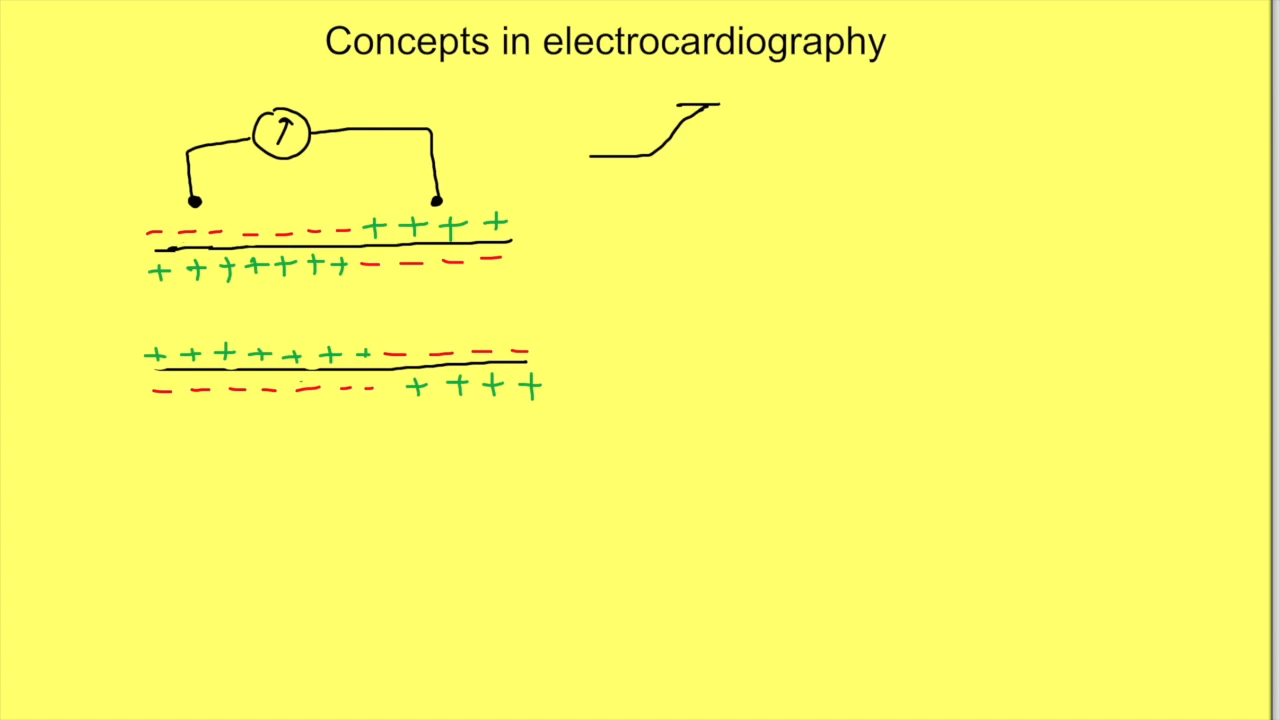 Concepts in electrocardiography
- - - - - - - + + + +
+ + + + + + + - - - -
+ + + + + + + - - - -
- - - - - - - + + + +